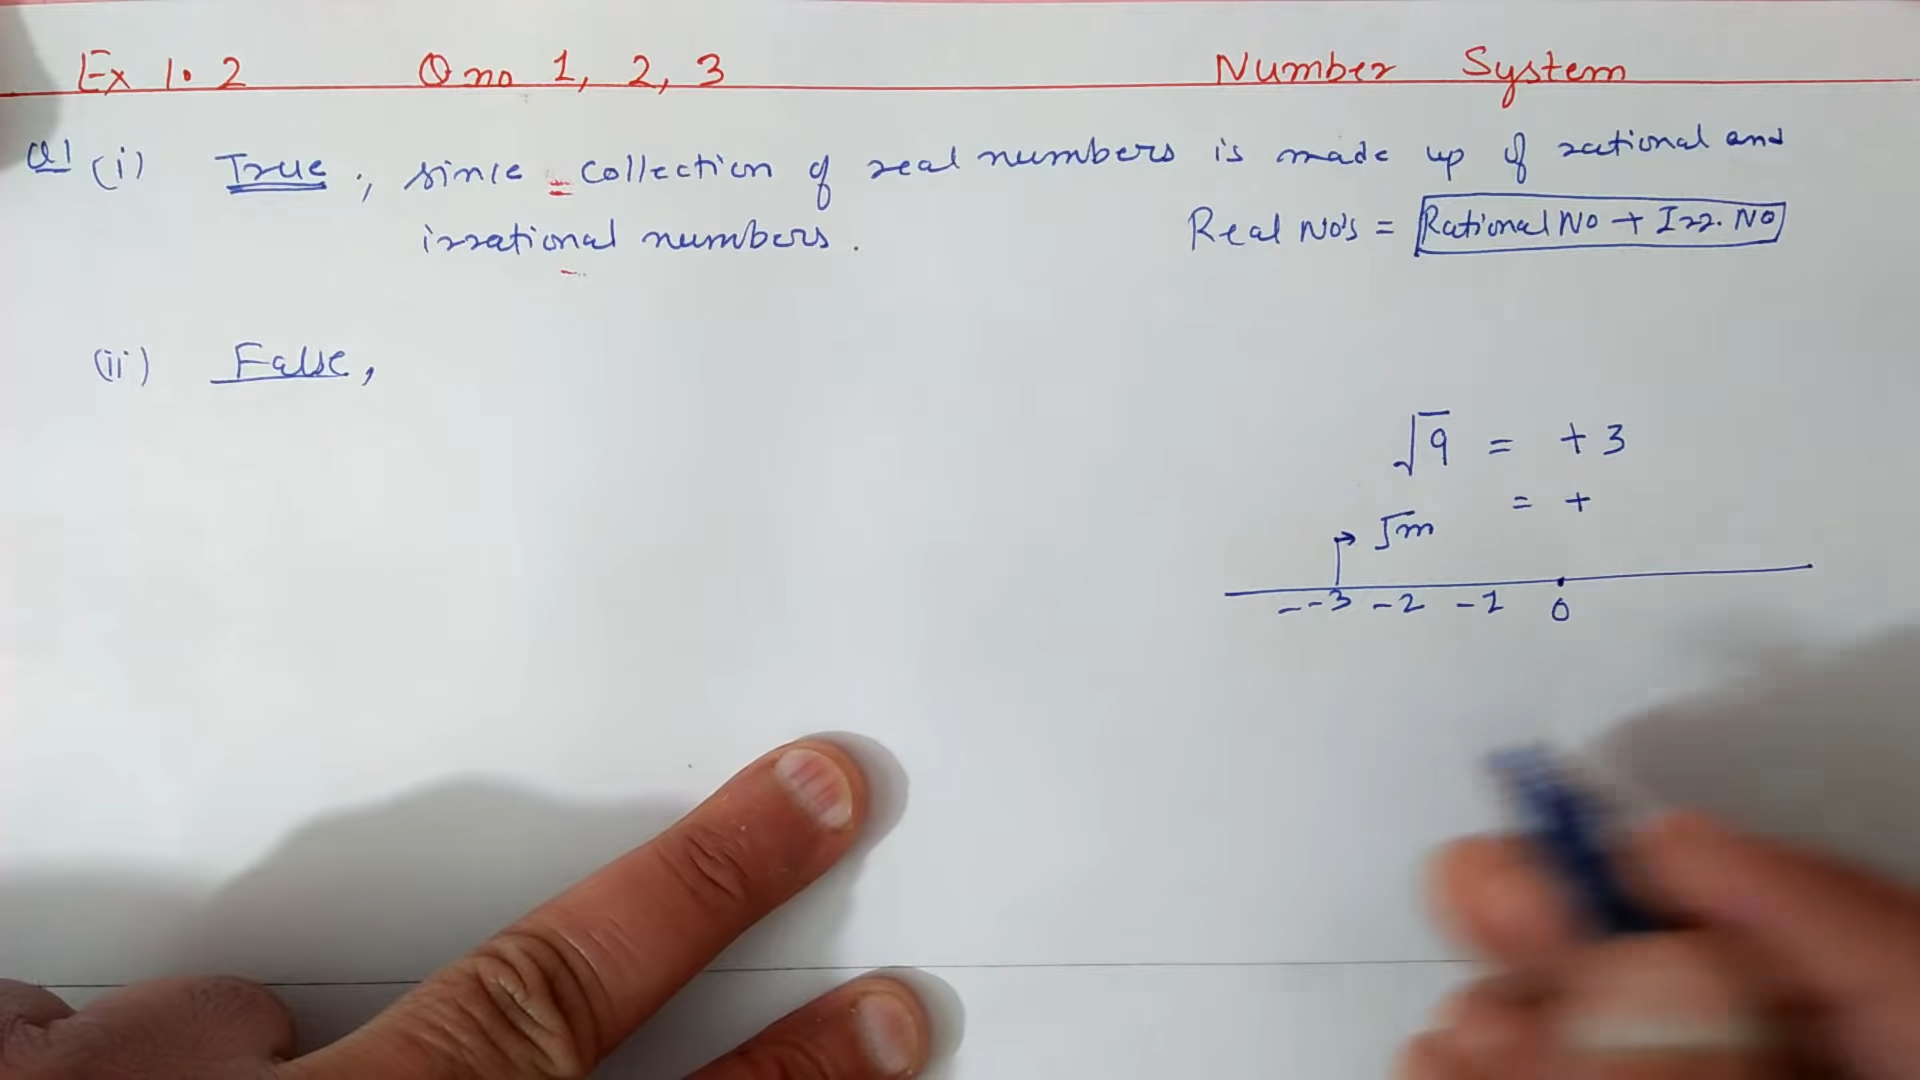 Ex 1.2 Q no 1, 2, 3 Number System
Q1 (i) True, since collection of real numbers is made up of rational and
irrational numbers.
Real No's = Rational No + Irr. No
(ii) False,
√9 = + 3
= +
√m
--3 -2 -1 0